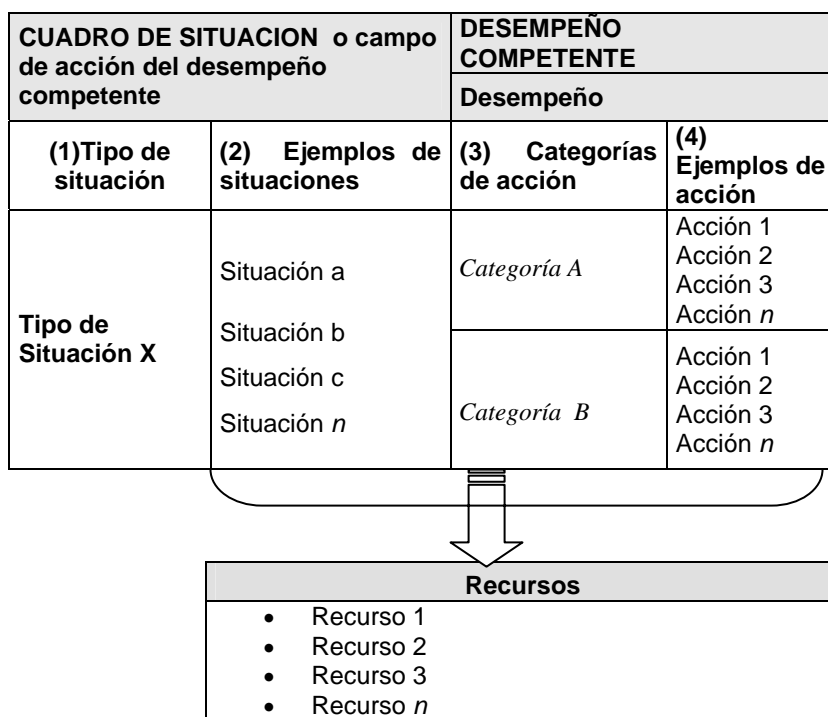 CUADRO DE SITUACION o campo
de acción del desempeño
competente
DESEMPEÑO
COMPETENTE
Desempeño
(1)Tipo de
situación
(2) Ejemplos de
situaciones
(3) Categorías
de acción
(4)
Ejemplos de
acción
Tipo de
Situación X
Situación a
Situación b
Situación c
Situación n
Categoría A
Acción 1
Acción 2
Acción 3
Acción n
Categoría B
Acción 1
Acción 2
Acción 3
Acción n
Recursos
• Recurso 1
• Recurso 2
• Recurso 3
• Recurso n